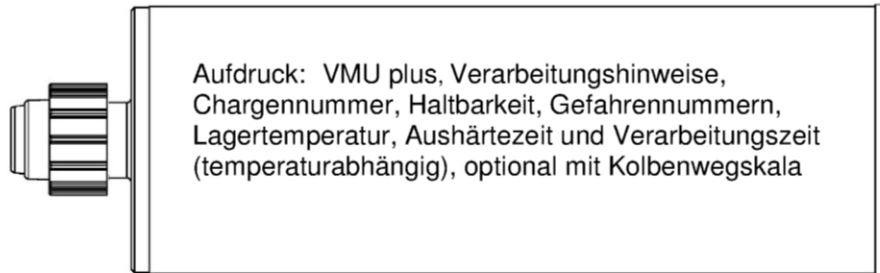 Aufdruck: VMU plus, Verarbeitungshinweise,
Chargennummer, Haltbarkeit, Gefahrennummern,
Lagertemperatur, Aushärtezeit und Verarbeitungszeit
(temperaturabhängig), optional mit Kolbenwegskala